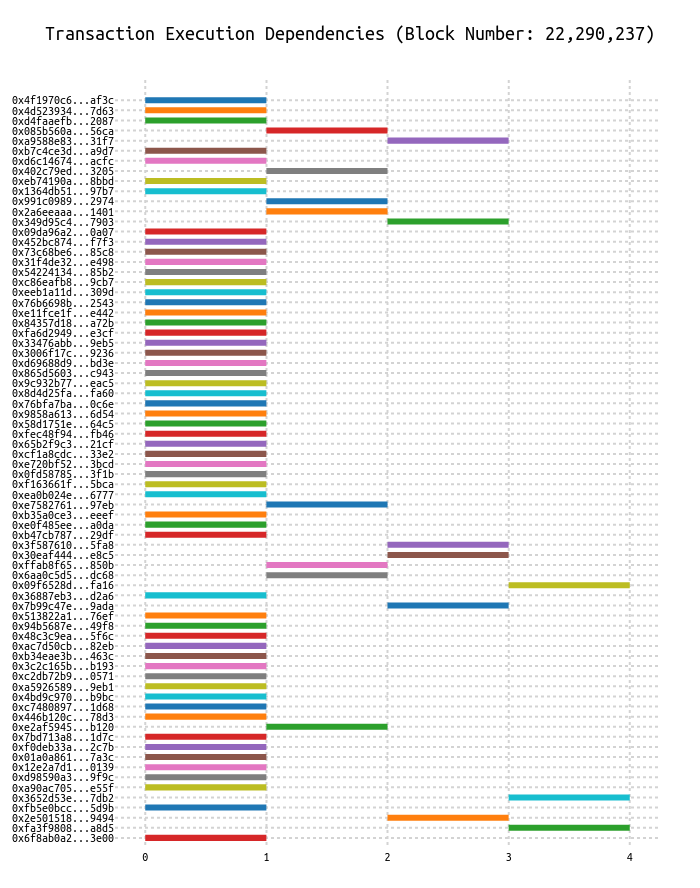 Transaction Execution Dependencies (Block Number: 22,290,237)
0x4f1970c6...af3c
0x4d523934...7d63
0xd4faaefb...2087
0x085b560a...56ca
0xa9588e83...31f7
0xb7c4ce3d...a9d7
0xd6c14674...acfc
0x402c79ed...3205
0xeb74190a...8bbd
0x1364db51...97b7
0x991c0989...2974
0x2a6eeaaa...1401
0x349d95c4...7903
0x09da96a2...0a07
0x452bc874...f7f3
0x73c68be6...85c8
0x31f4de32...e498
0x54224134...85b2
0xc86eafb8...9cb7
0xeeb1a11d...309d
0x76b6698b...2543
0xe11fce1f...e442
0x84357d18...a72b
0xfa6d2949...e3cf
0x33476abb...9eb5
0x3006f17c...9236
0xd69688d9...bd3e
0x865d5603...c943
0x9c932b77...eac5
0x8d4d25fa...fa60
0x76bfa7ba...0c6e
0x9858a613...6d54
0x58d1751e...64c5
0xfec48f94...fb46
0x65b2f9c3...21cf
0xcf1a8cdc...33e2
0xe720bf52...3bcd
0x0fd58785...3f1b
0xf163661f...5bca
0xea0b024e...6777
0xe7582761...97eb
0xb35a0ce3...eeef
0xe0f485ee...a0da
0xb47cb787...29df
0x3f587610...5fa8
0x30eaf444...e8c5
0xffab8f65...850b
0x6aa0c5d5...dc68
0x09f6528d...fa16
0x36887eb3...d2a6
0x7b99c47e...9ada
0x513822a1...76ef
0x94b5687e...49f8
0x48c3c9ea...5f6c
0xac7d50cb...82eb
0xb34eae3b...463c
0x3c2c165b...b193
0xc2db72b9...0571
0xa5926589...9eb1
0x4bd9c970...b9bc
0xc7480897...1d68
0x446b120c...78d3
0xe2af5945...b120
0x7bd713a8...1d7c
0xf0deb33a...2c7b
0x01a0a861...7a3c
0x12e2a7d1...0139
0xd98590a3...9f9c
0xa90ac705...e55f
0x3652d53e...7db2
0xfb5e0bcc...5d9b
0x2e501518...9494
0xfa3f9808...a8d5
0x6f8ab0a2...3e00
0 1 2 3 4